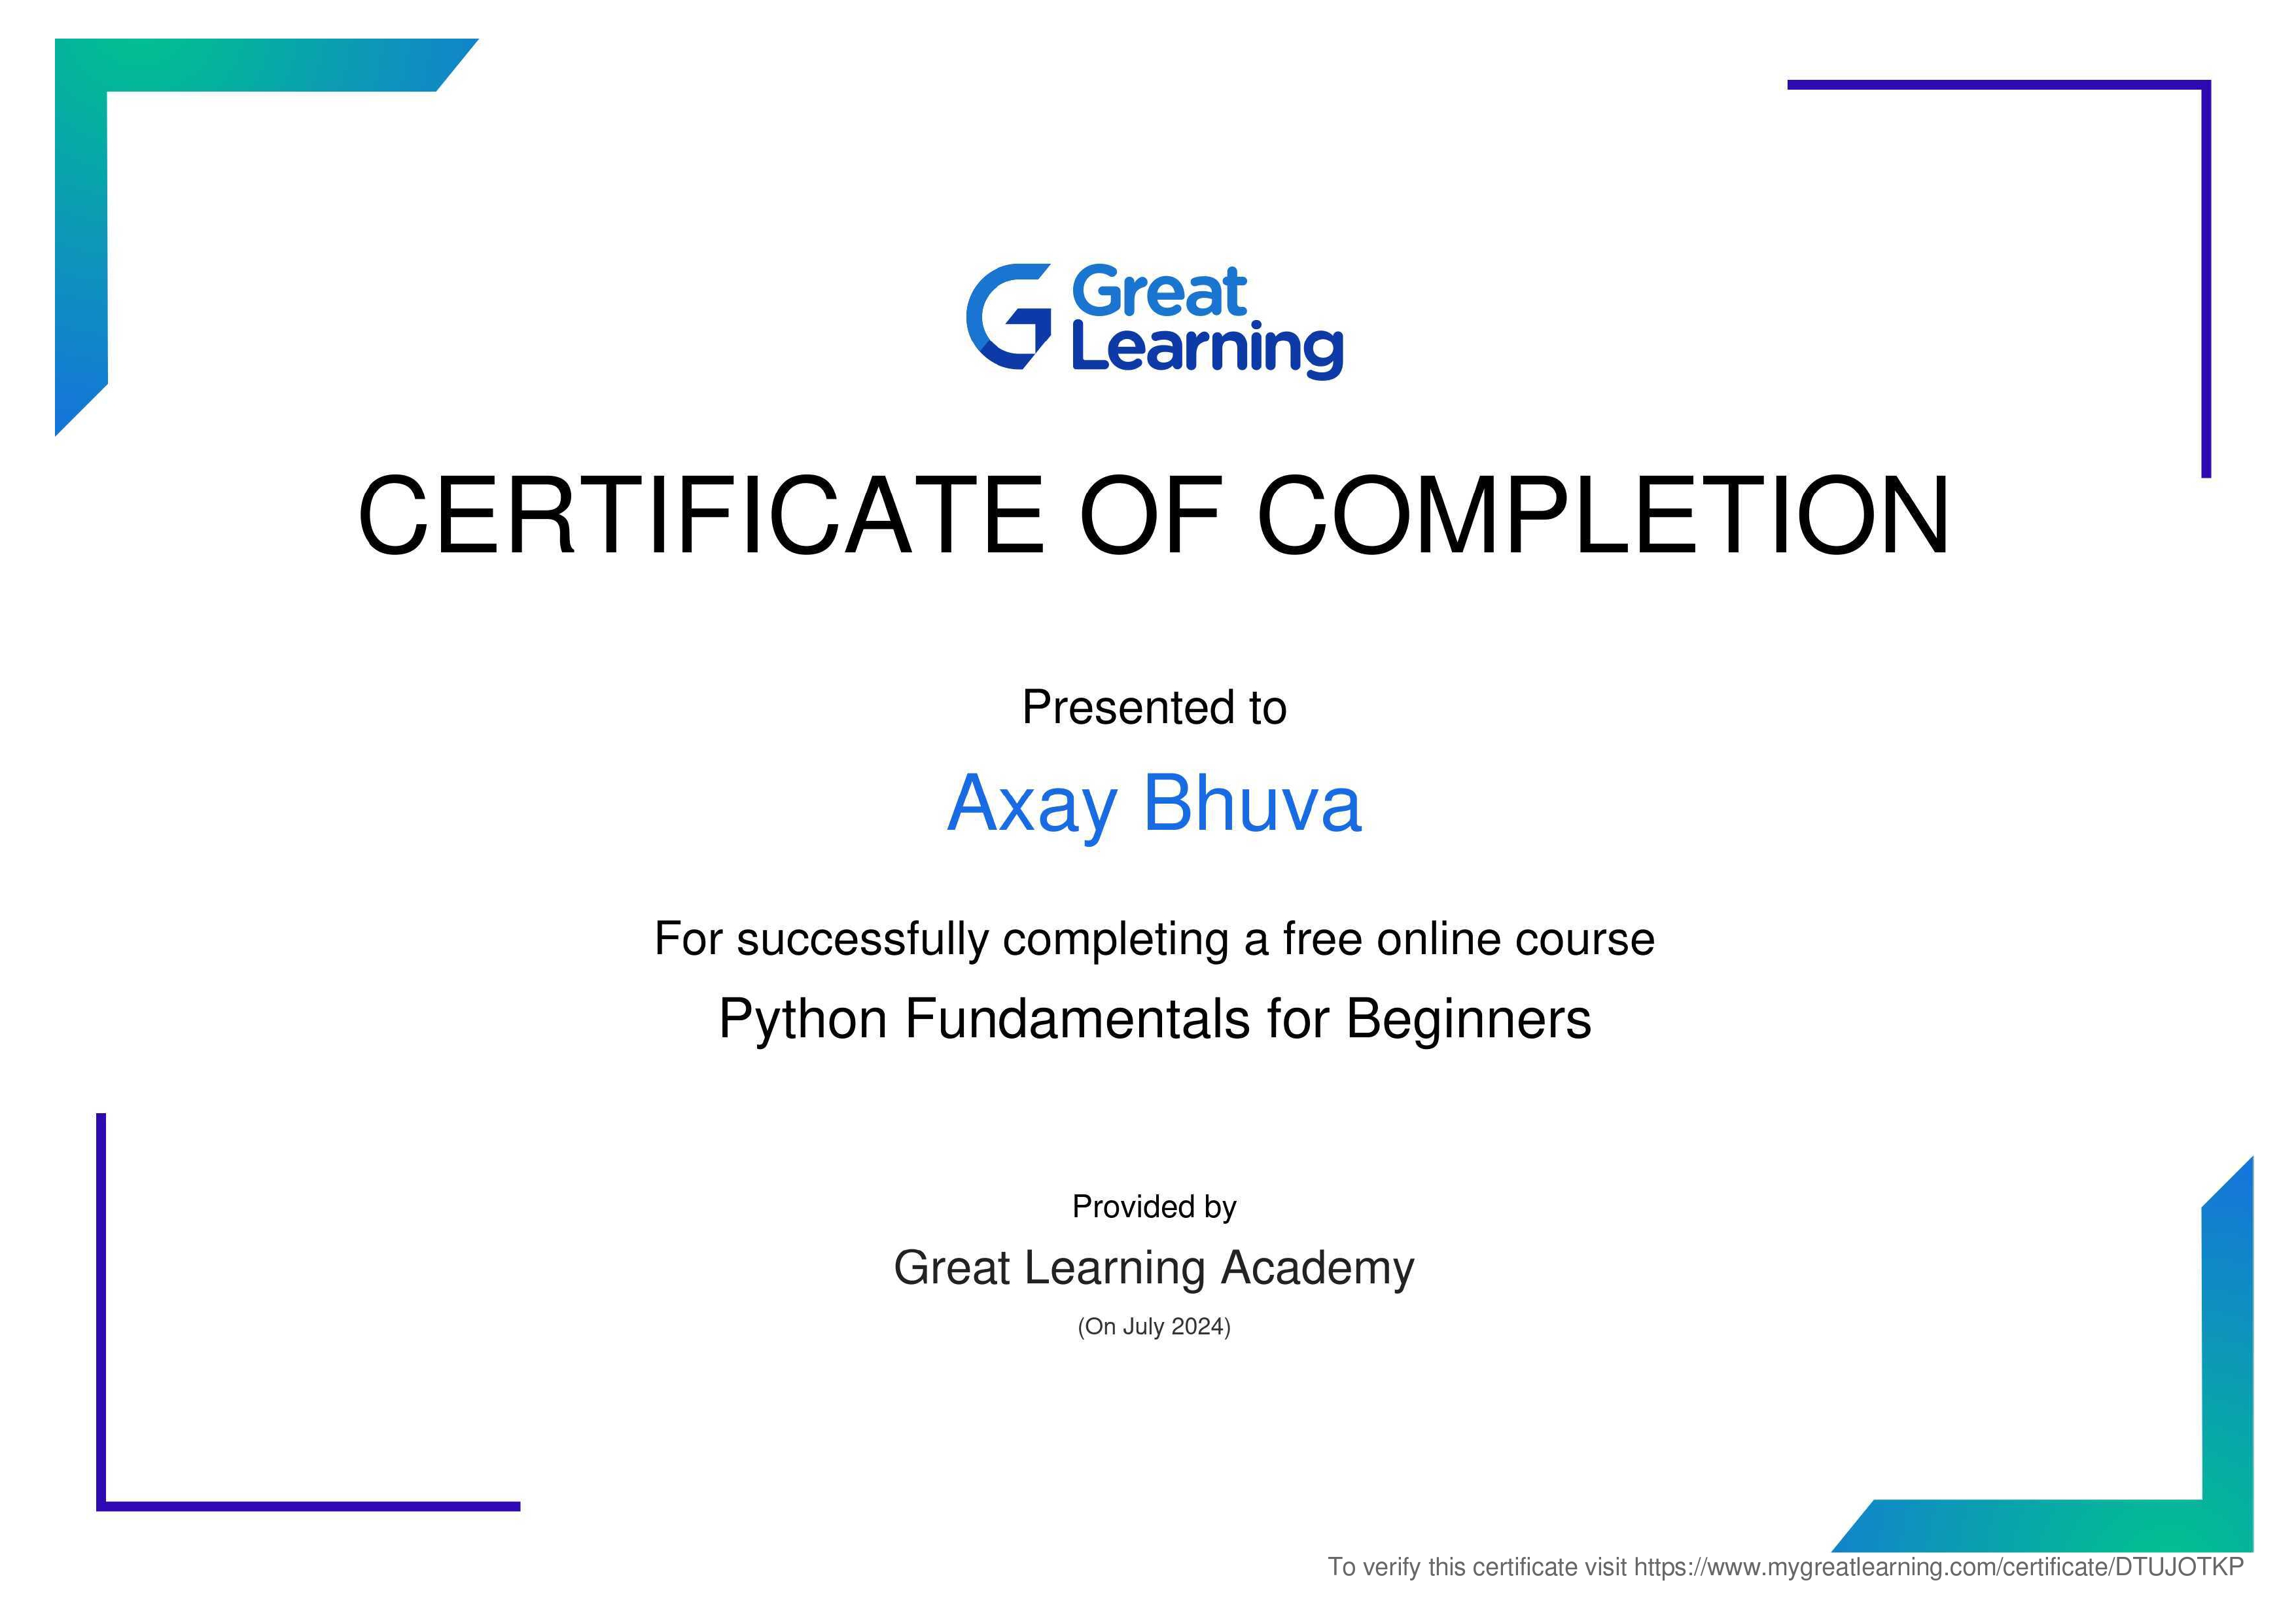 Great
Learning
CERTIFICATE OF COMPLETION
Presented to
Axay Bhuva
For successfully completing a free online course
Python Fundamentals for Beginners
Provided by
Great Learning Academy
(On July 2024)
To verify this certificate visit https://www.mygreatlearning.com/certificate/DTUJOTKP